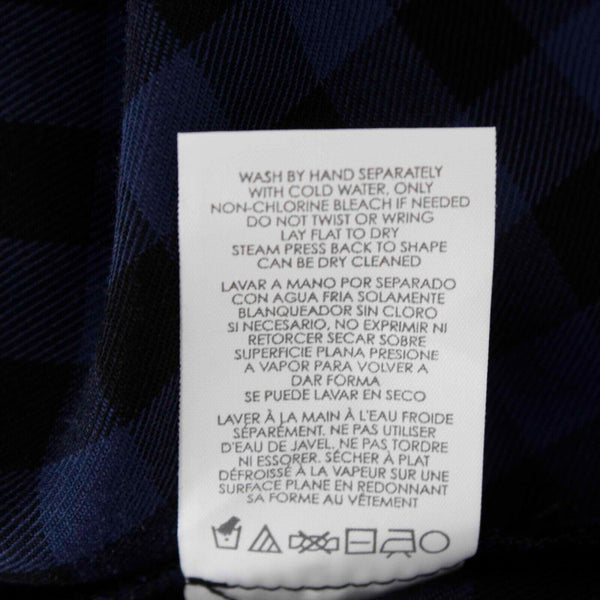 WASH BY HAND SEPARATELY
WITH COLD WATER, ONLY
NON-CHLORINE BLEACH IF NEEDED
DO NOT TWIST OR WRING
LAY FLAT TO DRY
STEAM PRESS BACK TO SHAPE
CAN BE DRY CLEANED
LAVAR A MANO POR SEPARADO
CON AGUA FRIA SOLAMENTE
BLANQUEADOR SIN CLORO
SI NECESARIO, NO EXPRIMIR NI
RETORCER SECAR SOBRE
SUPERFICIE PLANA PRESIONE
A VAPOR PARA VOLVER A
DAR FORMA
SE PUEDE LAVAR EN SECO
LAVER À LA MAIN À L'EAU FROIDE
SÉPARÉMENT. NE PAS UTILISER
D'EAU DE JAVEL. NE PAS TORDRE
NI ESSORER. SÉCHER À PLAT
DÉFROISSÉ À LA VAPEUR SUR UNE
SURFACE PLANE EN REDONNANT
SA FORME AU VÊTEMENT